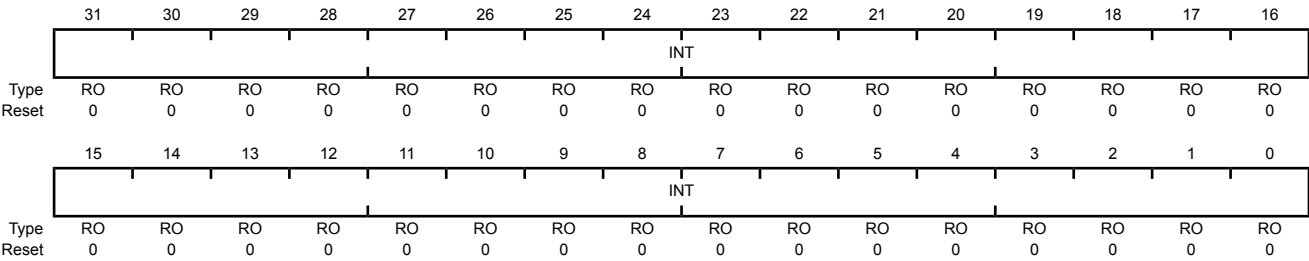 31 30 29 28 27 26 25 24 23 22 21 20 19 18 17 16
INT
Type RO RO RO RO RO RO RO RO RO RO RO RO RO RO RO RO
Reset 0 0 0 0 0 0 0 0 0 0 0 0 0 0 0 0
15 14 13 12 11 10 9 8 7 6 5 4 3 2 1 0
INT
Type RO RO RO RO RO RO RO RO RO RO RO RO RO RO RO RO
Reset 0 0 0 0 0 0 0 0 0 0 0 0 0 0 0 0